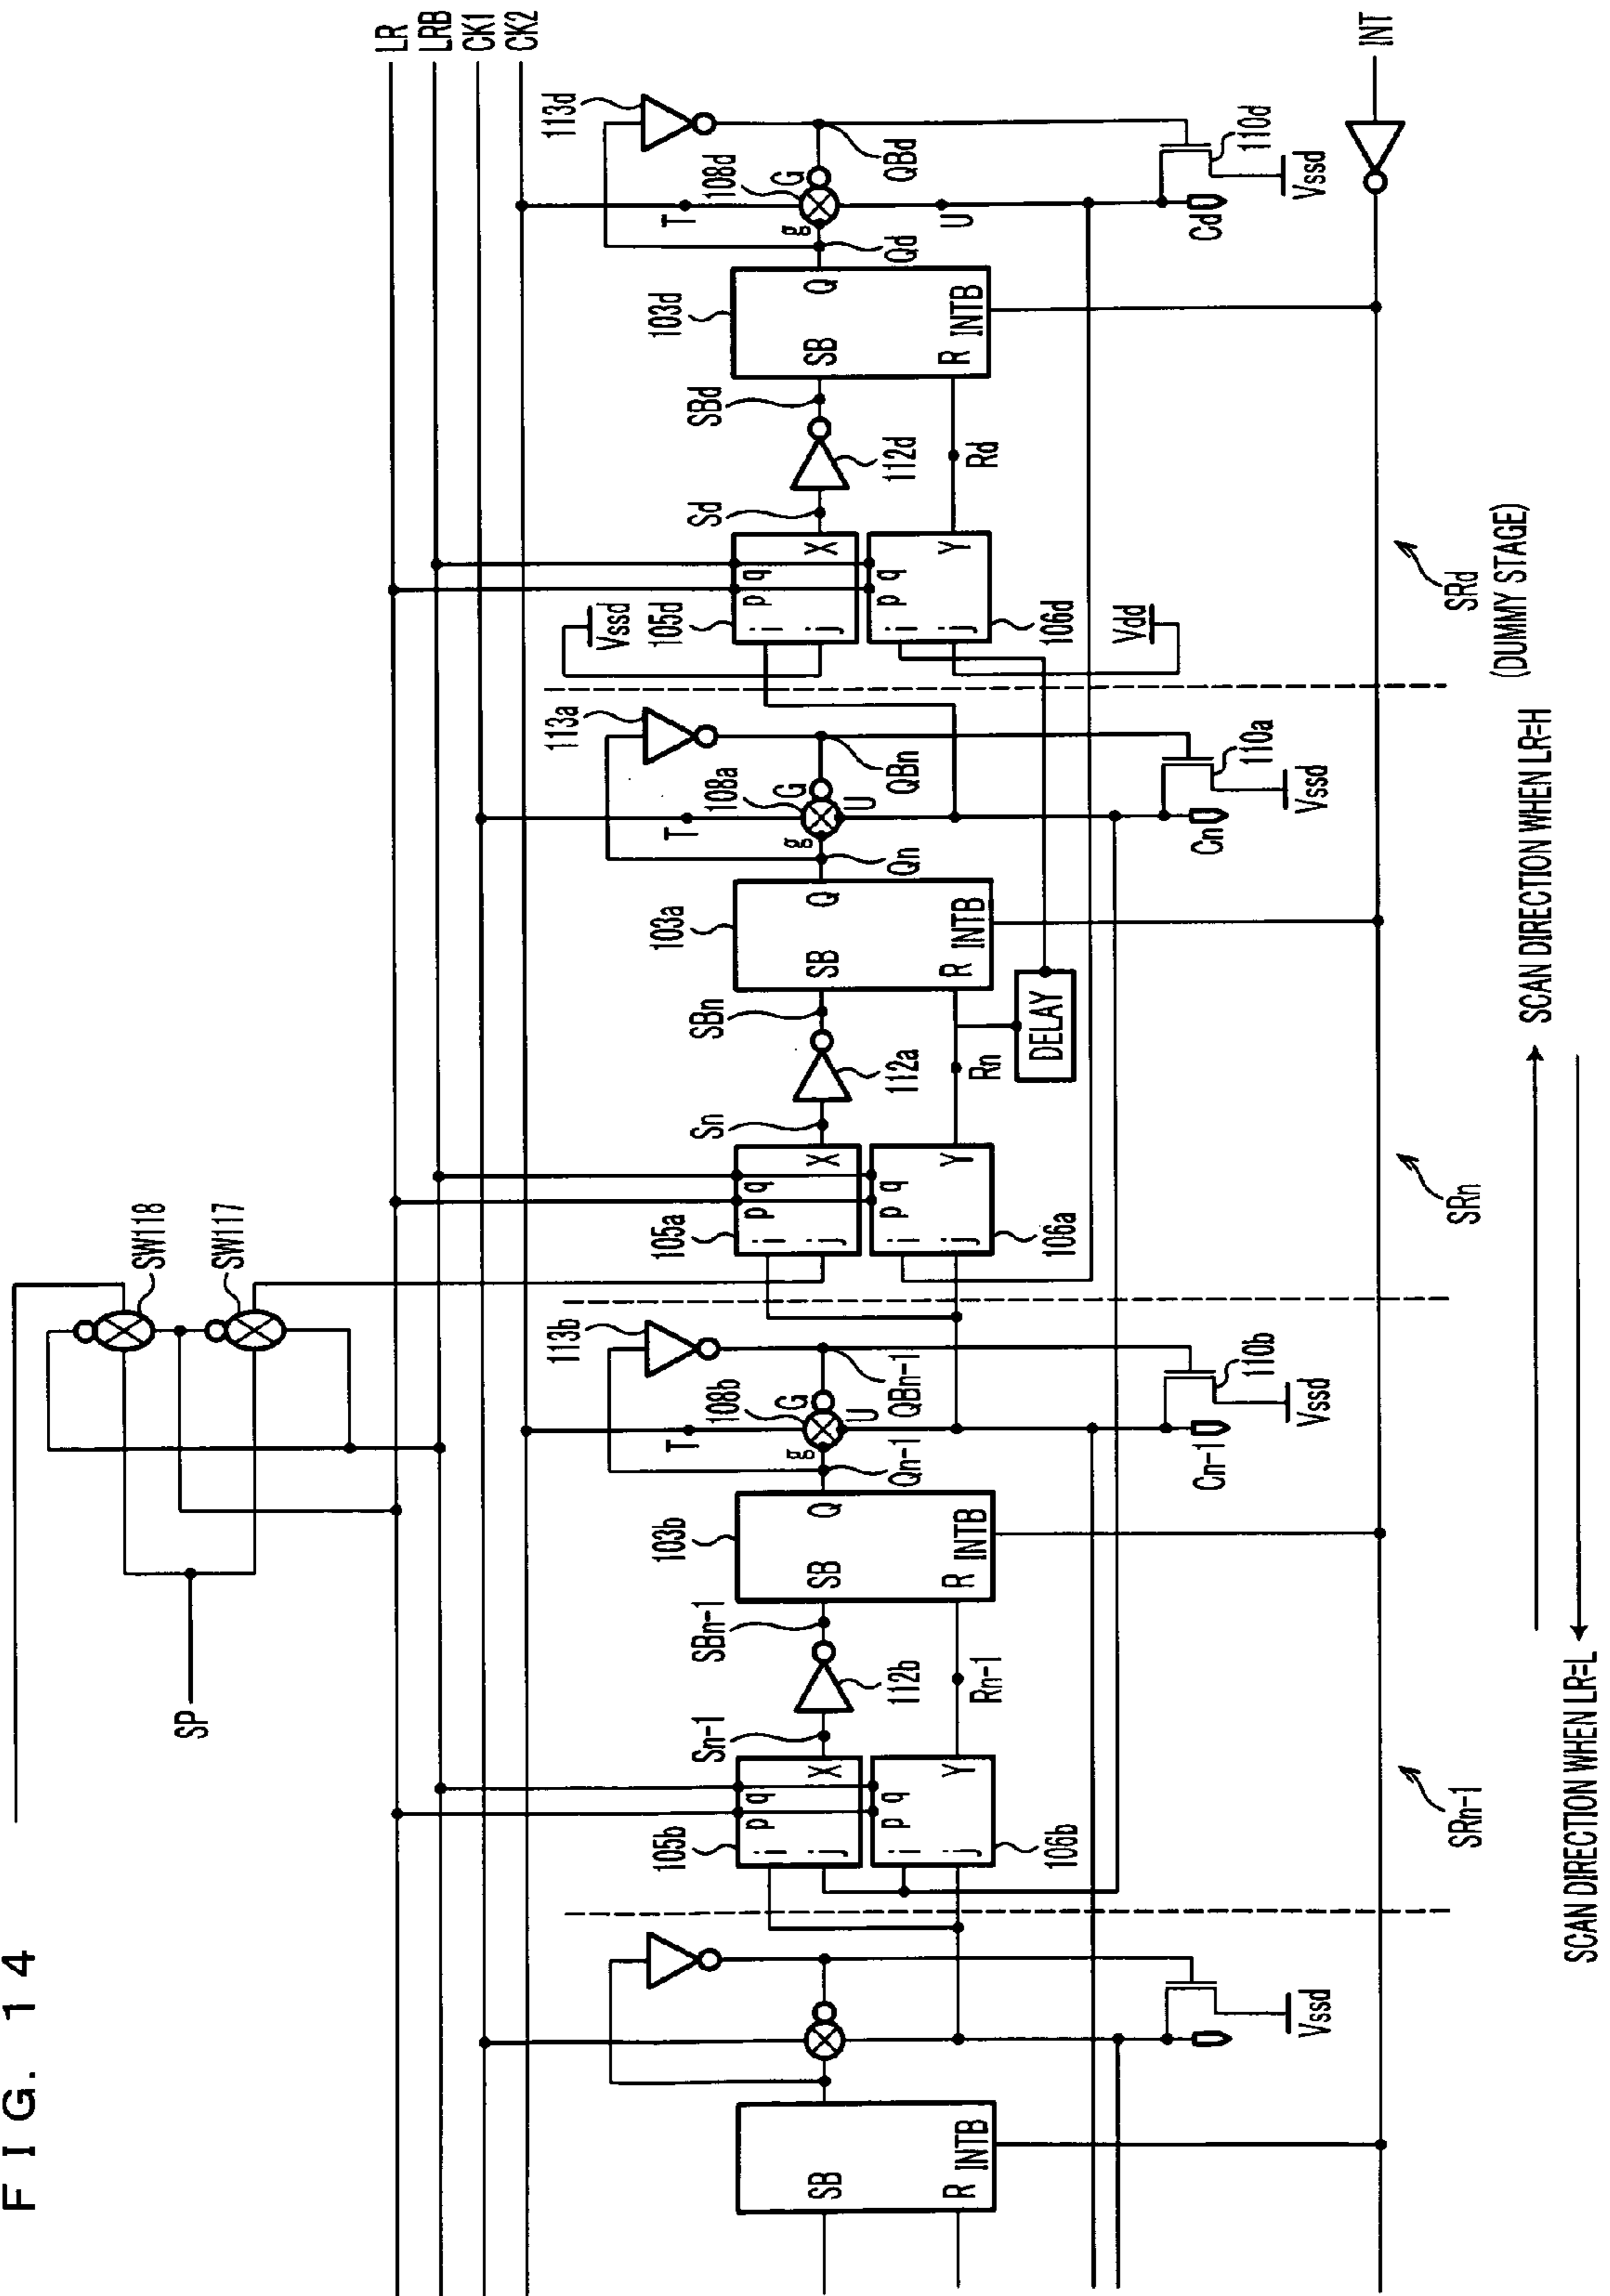 FIG. 14
SP
SW118
SW117
LR
LRB
CK1
CK2
INT
SB
R
INTB
Vssd
105b
p
q
i
j
X
106b
p
q
i
j
Y
Sn-1
112b
SBn-1
Rn-1
103b
SB
Q
R
INTB
113b
T
108b
G
g
U
Qn-1
QBn-1
110b
Cn-1
Vssd
SRn-1
105a
p
q
i
j
X
106a
p
q
i
j
Y
Sn
112a
SBn
Rn
DELAY
103a
SB
Q
R
INTB
113a
T
108a
G
g
U
Qn
QBn
110a
Cn
Vssd
SRn
Vssd
105d
p
q
i
j
X
106d
p
q
i
j
Y
Vdd
Sd
112d
SBd
Rd
103d
SB
Q
R
INTB
113d
T
108d
G
g
U
Qd
QBd
110d
Cd
Vssd
SRd
(DUMMY STAGE)
SCAN DIRECTION WHEN LR=H
SCAN DIRECTION WHEN LR=L